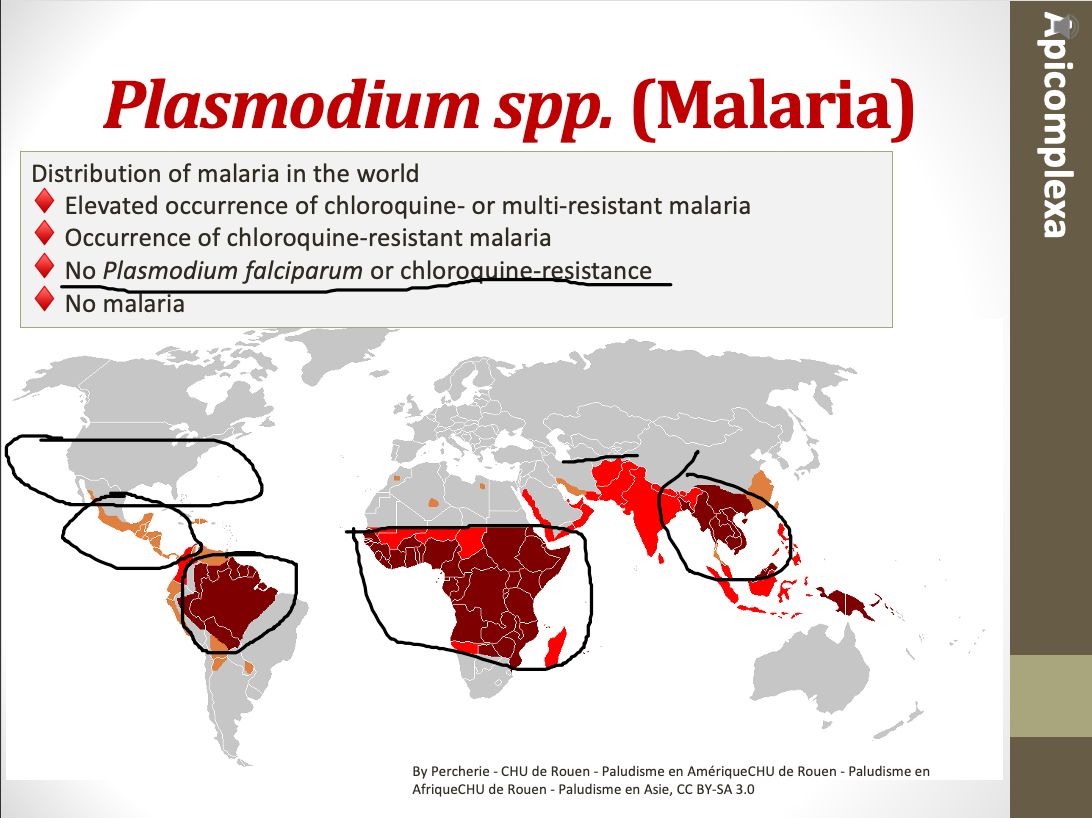 Plasmodium spp. (Malaria)
Distribution of malaria in the world
Elevated occurrence of chloroquine- or multi-resistant malaria
Occurrence of chloroquine-resistant malaria
No Plasmodium falciparum or chloroquine-resistance
No malaria
By Percherie - CHU de Rouen - Paludisme en AmériqueCHU de Rouen - Paludisme en
AfriqueCHU de Rouen - Paludisme en Asie, CC BY-SA 3.0
Apicomplexa